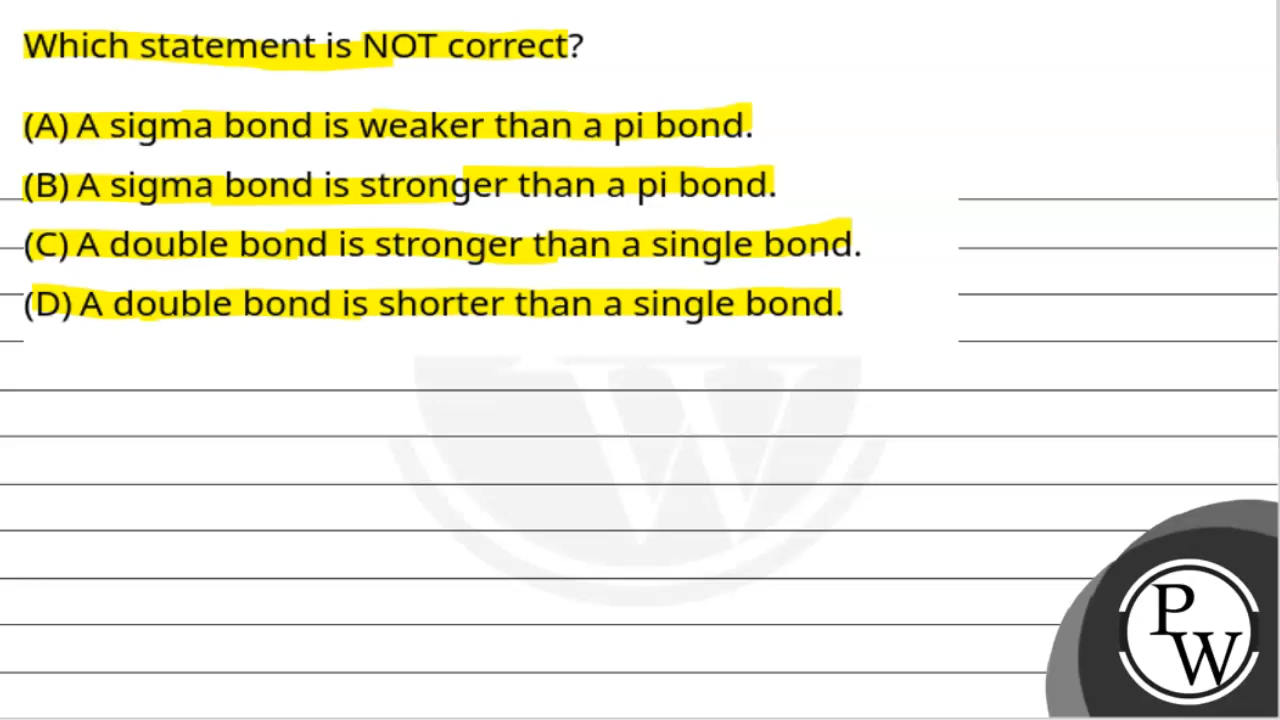 Which statement is NOT correct?
(A) A sigma bond is weaker than a pi bond.
(B) A sigma bond is stronger than a pi bond.
(C) A double bond is stronger than a single bond.
(D) A double bond is shorter than a single bond.
W
P
W